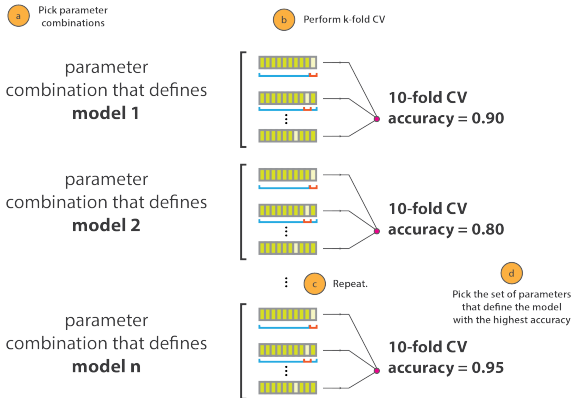 a
Pick parameter
combinations
b
Perform k-fold CV
parameter
combination that defines
model 1
10-fold CV
accuracy = 0.90
parameter
combination that defines
model 2
10-fold CV
accuracy = 0.80
c
Repeat.
d
Pick the set of parameters
that define the model
with the highest accuracy
parameter
combination that defines
model n
10-fold CV
accuracy = 0.95